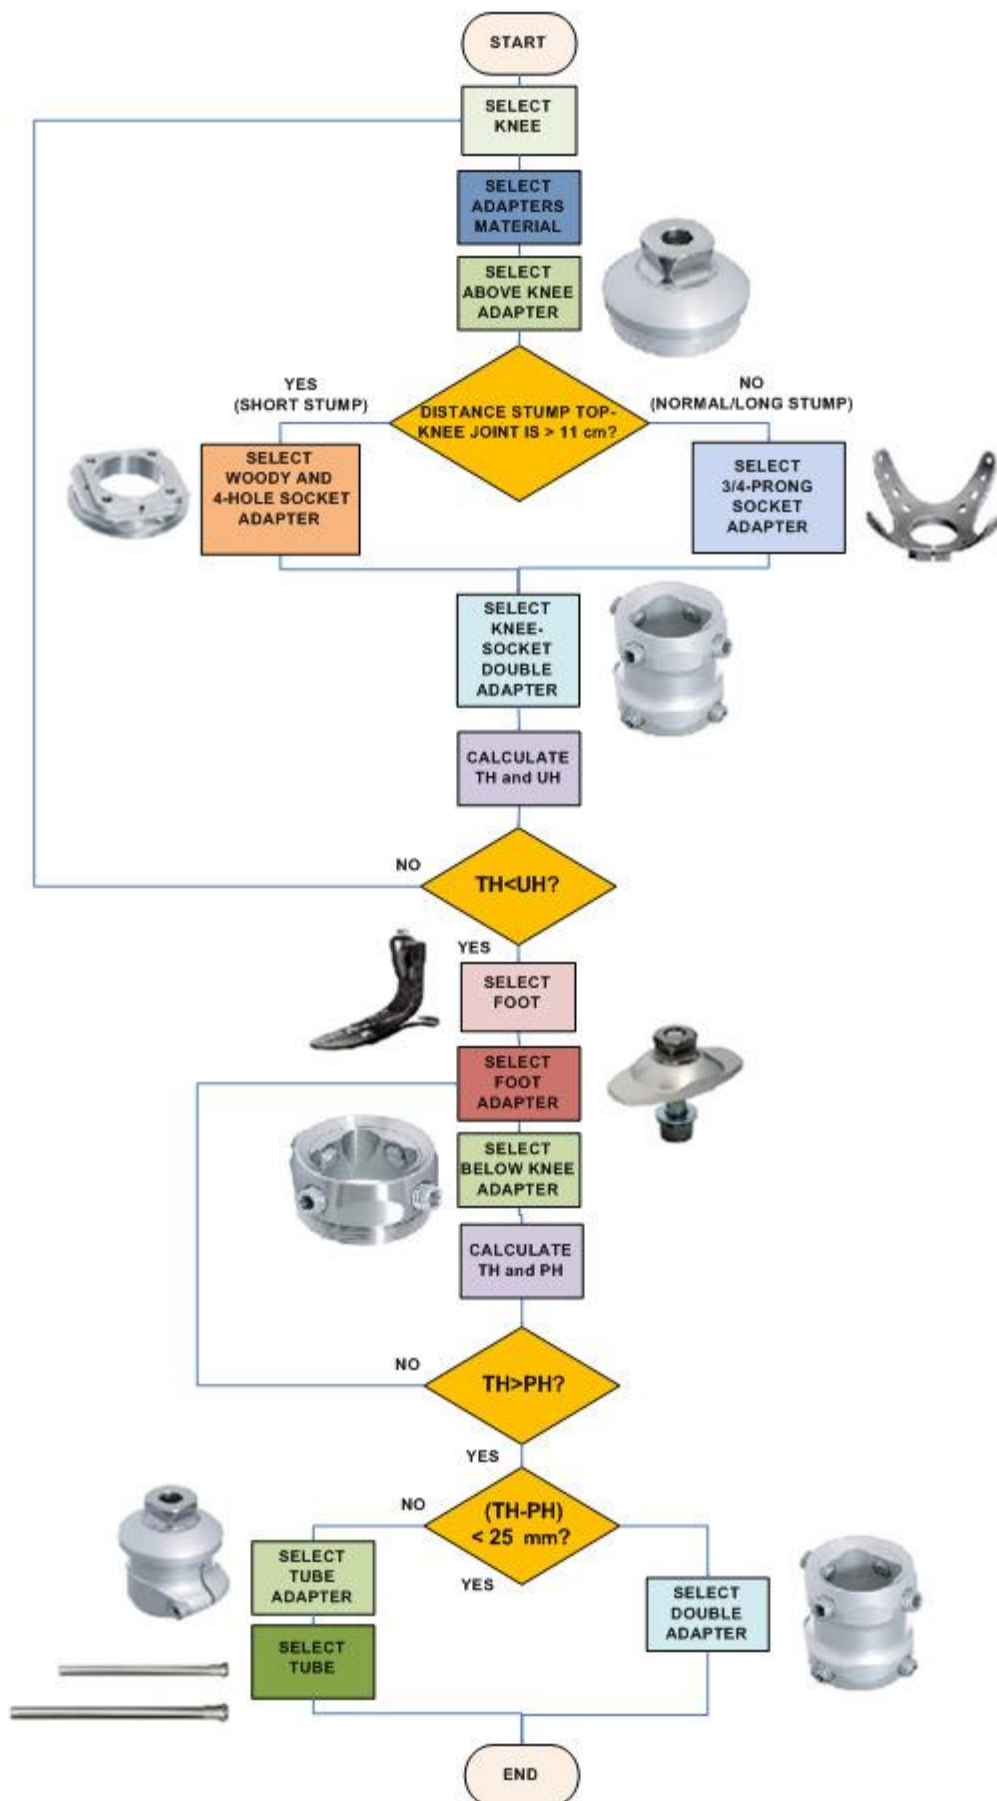 START
SELECT
KNEE
SELECT
ADAPTERS
MATERIAL
SELECT
ABOVE KNEE
ADAPTER
YES
(SHORT STUMP)
NO
(NORMAL/LONG STUMP)
DISTANCE STUMP TOP-
KNEE JOINT IS > 11 cm?
SELECT
WOODY AND
4-HOLE SOCKET
ADAPTER
SELECT
3/4-PRONG
SOCKET
ADAPTER
SELECT
KNEE-
SOCKET
DOUBLE
ADAPTER
CALCULATE
TH and UH
NO
TH<UH?
YES
SELECT
FOOT
SELECT
FOOT
ADAPTER
SELECT
BELOW KNEE
ADAPTER
CALCULATE
TH and PH
NO
TH>PH?
YES
NO
(TH-PH)
< 25 mm?
YES
SELECT
TUBE
ADAPTER
SELECT
DOUBLE
ADAPTER
SELECT
TUBE
END